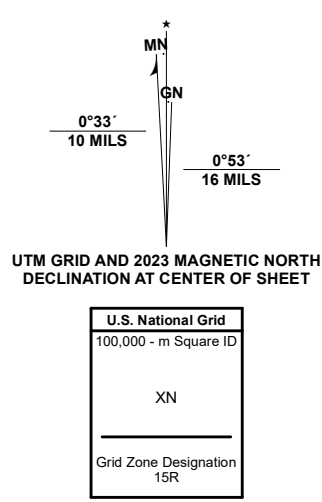 MN
GN
0°33´
10 MILS
0°53´
16 MILS
UTM GRID AND 2023 MAGNETIC NORTH
DECLINATION AT CENTER OF SHEET
U.S. National Grid
100,000 - m Square ID
XN
Grid Zone Designation
15R